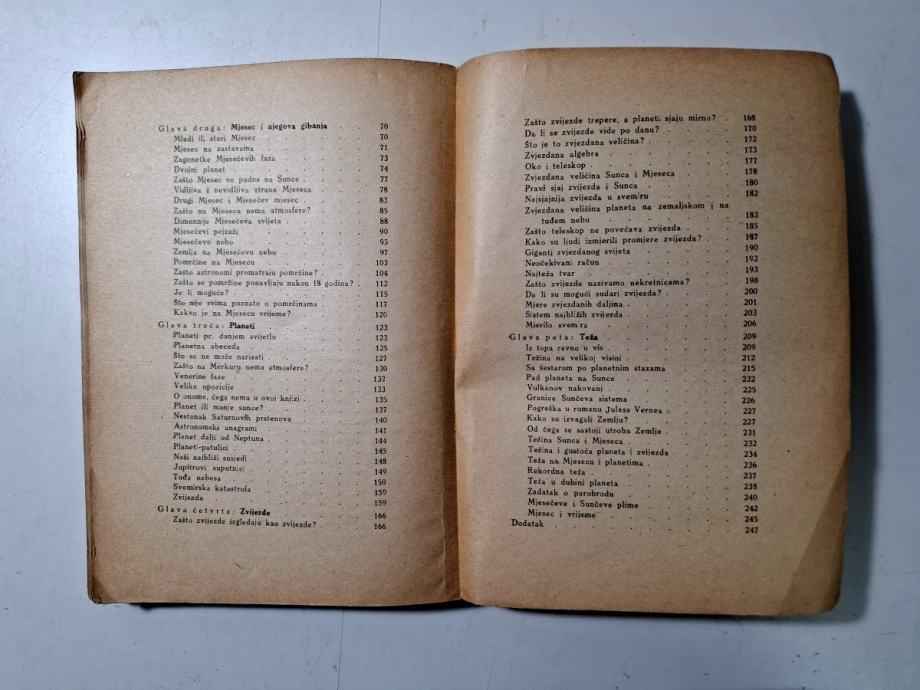 Glava druga: Mjesec i njegova gibanja . . 70
Mladi ili stari Mjesec . . . . 70
Mjesec na zastavama . . . . 71
Zagonetke Mjesečevih faza . . . . 73
Dvojni planet . . . . 74
Zašto Mjesec ne padne na Sunce . . . 77
Vidljiva i nevidljiva strana Mjeseca . . . 78
Drugi Mjesec i Mjesečev mjesec . . . 83
Zašto na Mjesecu nema atmosfere? . . . 85
Dimenzije Mjesečeva svijeta . . . 88
Mjesečevi pejzaži . . . . 90
Mjesečevo nebo . . . . 95
Zemlja na Mjesečevu nebu . . . . 97
Pomrčine na Mjesecu . . . . 103
Zašto astronomi promatraju pomrčine? . . 104
Zašto se pomrčine ponavljaju nakon 18 godina? . 112
Je li moguće? . . . . 115
Što nije svima poznato o pomrčinama . . 117
Kakvo je na Mjesecu vrijeme? . . . 120
Glava treća: Planeti . . . . 123
Planeti pri danjem svijetlu . . . . 123
Planetna abeceda . . . . 125
Što se ne može narisati . . . . 127
Zašto na Merkuru nema atmosfere? . . . 130
Venerine faze . . . . 132
Velike opozicije . . . . 133
O onome, čega nema u ovoj knjizi . . . 135
Planet ili manje sunce? . . . . 137
Nestanak Saturnovih prstenova . . . 140
Astronomski anagrami . . . . 141
Planet dalji od Neptuna . . . . 144
Planeti-patuljci . . . . 145
Naši najbliži susjedi . . . . 148
Jupitrovi suputnici . . . . 149
Tuđa nebesa . . . . 150
Svemirska katastrofa . . . . 159
Zvijezda . . . . 159
Glava četvrta: Zvijezde . . . . 166
Zašto zvijezde izgledaju kao zvijezde? . . . 166
Zašto zvijezde trepere, a planeti sjaju mirno? . 168
Da li se zvijezde vide po danu? . . . 170
Što je to zvjezdana veličina? . . . 172
Zvjezdana algebra . . . . 173
Oko i teleskop . . . . 177
Zvjezdana veličina Sunca i Mjeseca . . . 178
Pravi sjaj zvijezda i Sunca . . . . 180
Najsjajnija zvijezda u svemiru . . . 182
Zvjezdana veličina planeta na zemaljskom i na
tuđem nebu . . . . 183
Zašto teleskop ne povećava zvijezda . . . 185
Kako su ljudi izmjerili promjere zvijezda? . . 187
Giganti zvjezdanog svijeta . . . . 190
Neočekivani račun . . . . 192
Najteža tvar . . . . 193
Zašto zvijezde nazivamo nekretnicama? . . 198
Da li su mogući sudari zvijezda? . . . 200
Mjere zvjezdanih daljina . . . . 201
Sistem najbližih zvijezda . . . . 203
Mjerilo svemira . . . . 206
Glava peta: Teža . . . . 209
Iz topa ravno u vis . . . . 209
Težina na velikoj visini . . . . 212
Sa šestarom po planetnim stazama . . . 215
Pad planeta na Sunce . . . . 222
Vulkanov nakovanj . . . . 225
Granice Sunčeva sistema . . . . 226
Pogreška u romanu Julesa Vernea . . . 227
Kako su izvagali Zemlju? . . . . 227
Od čega se sastoji utroba Zemlje . . . 231
Težina Sunca i Mjeseca . . . . 232
Težina i gustoća planeta i zvijezda . . . 234
Teža na Mjesecu i planetima . . . . 236
Rekordna teža . . . . 237
Teža u dubini planeta . . . . 238
Zadatak o parobrodu . . . . 240
Mjesečeve i Sunčeve plime . . . . 242
Mjesec i vrijeme . . . . 245
Dodatak . . . . 247